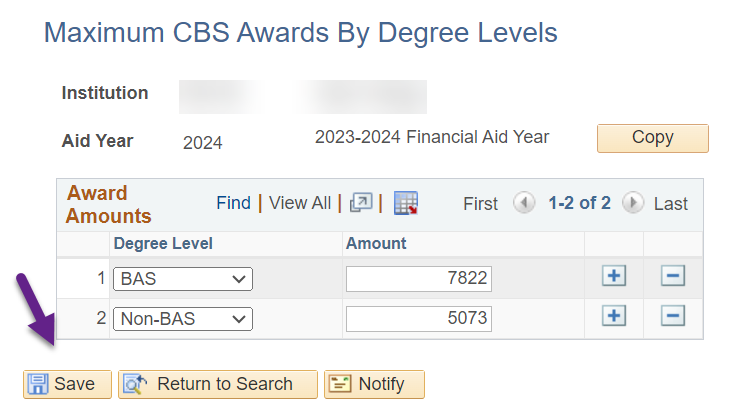 Maximum CBS Awards By Degree Levels
Institution
Aid Year 2024 2023-2024 Financial Aid Year Copy
Award Amounts Find | View All | | First 1-2 of 2 Last
Degree Level Amount
1 BAS 7822
2 Non-BAS 5073
Save Return to Search Notify